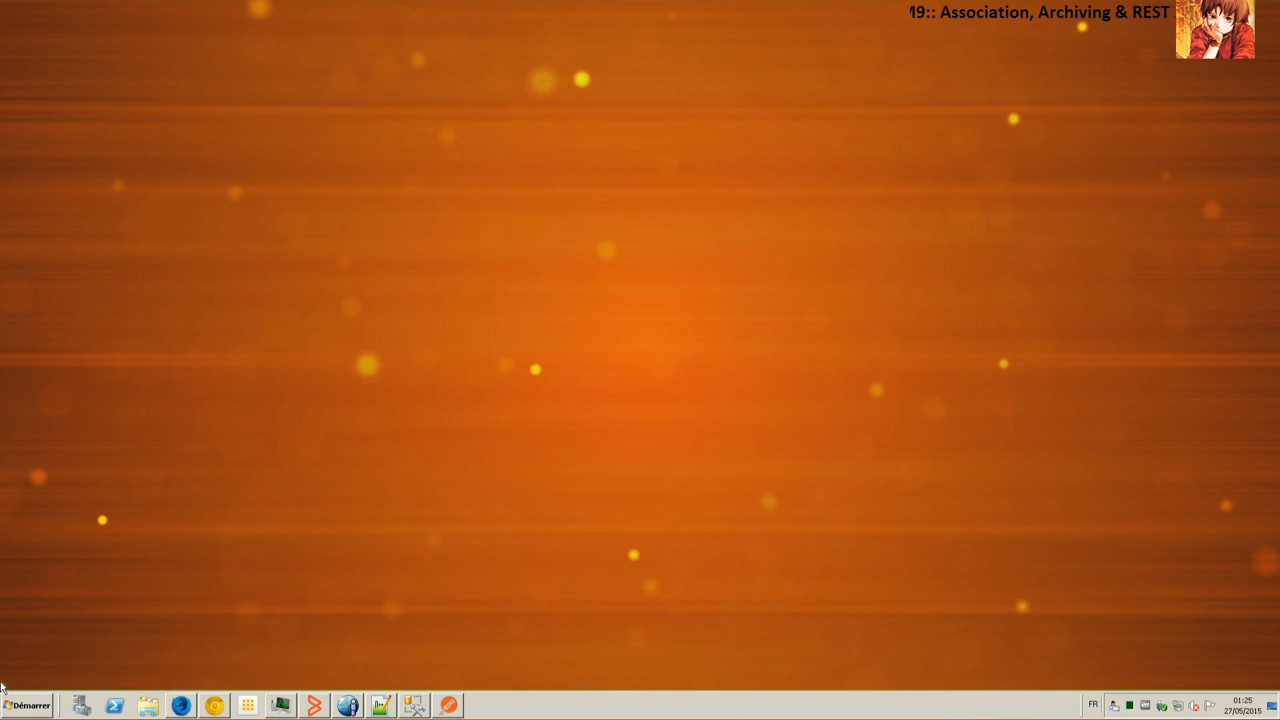 19:: Association, Archiving & REST
Démarrer
FR
01:25
27/05/2015